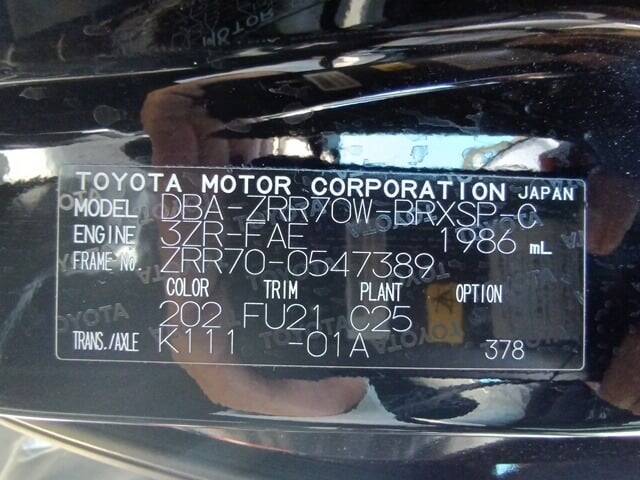 TOYOTA MOTOR CORPORATION JAPAN
MODEL DBA-ZRR70W-BRXSP-C
ENGINE 3ZR-FAE 1986 mL
FRAME NO. ZRR70-0547389
COLOR TRIM PLANT OPTION
202 FU21 C25
TRANS./AXLE K111 -01A 378